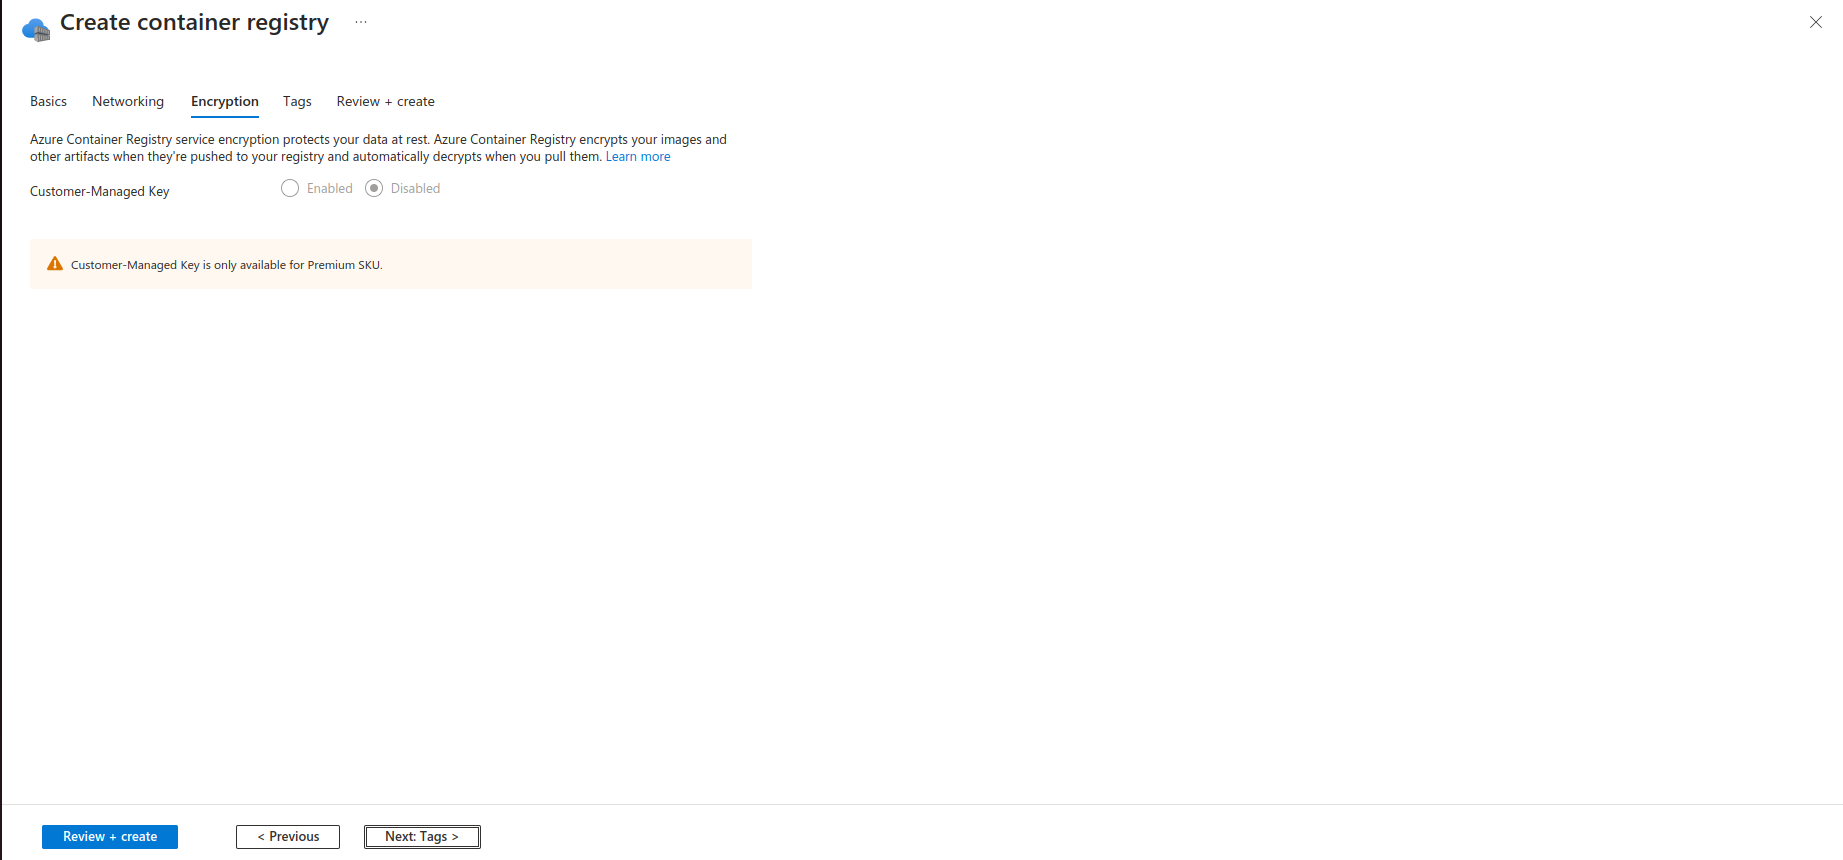 Create container registry ...
Basics Networking Encryption Tags Review + create
Azure Container Registry service encryption protects your data at rest. Azure Container Registry encrypts your images and
other artifacts when they're pushed to your registry and automatically decrypts when you pull them. Learn more
Customer-Managed Key Enabled Disabled
Customer-Managed Key is only available for Premium SKU.
Review + create < Previous Next: Tags >